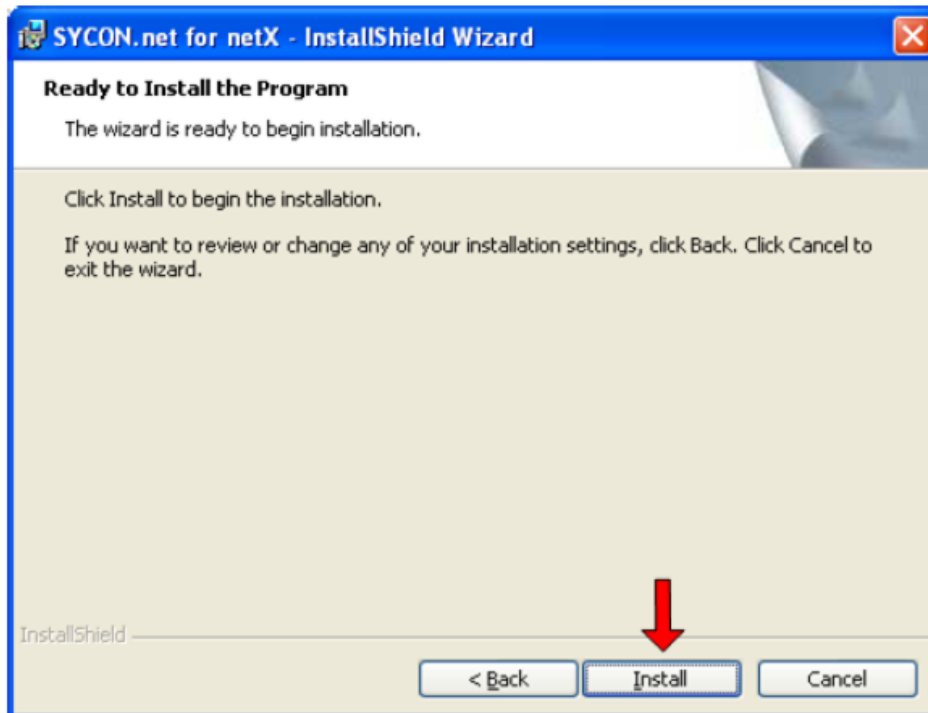 SYCON.net for netX - InstallShield Wizard
Ready to Install the Program
The wizard is ready to begin installation.
Click Install to begin the installation.
If you want to review or change any of your installation settings, click Back. Click Cancel to
exit the wizard.
InstallShield
< Back Install Cancel